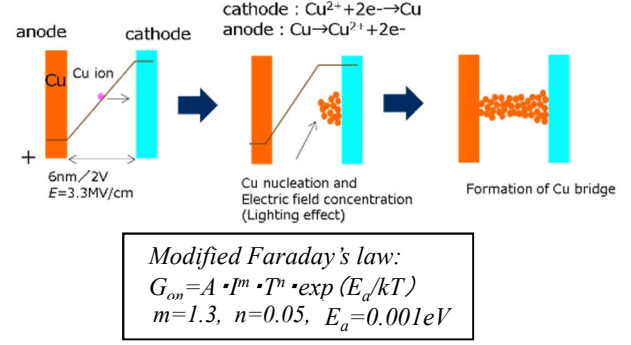 cathode : Cu²⁺+2e-→Cu
anode : Cu→Cu²⁺+2e-
anode
cathode
Cu
Cu ion
+
6nm／2V
E=3.3MV/cm
Cu nucleation and
Electric field concentration
(Lighting effect)
Formation of Cu bridge
Modified Faraday's law:
Gₒₙ=A・Iᵐ・Tⁿ・exp (Eₐ/kT)
m=1.3, n=0.05, Eₐ=0.001eV